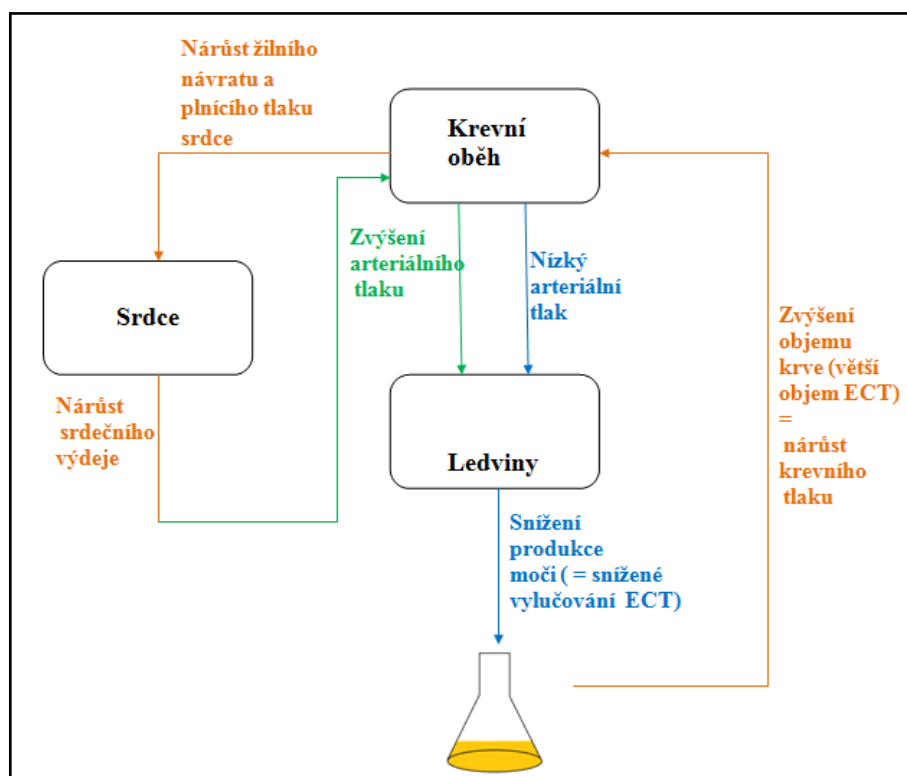 Nárůst žilního
návratu a
plnícího tlaku
srdce
Krevní
oběh
Zvýšení
arteriálního
tlaku
Nízký
arteriální
tlak
Srdce
Zvýšení
objemu
krve (větší
objem ECT)
=
nárůst
krevního
tlaku
Nárůst
srdečního
výdeje
Ledviny
Snížení
produkce
moči ( = snížené
vylučování ECT)